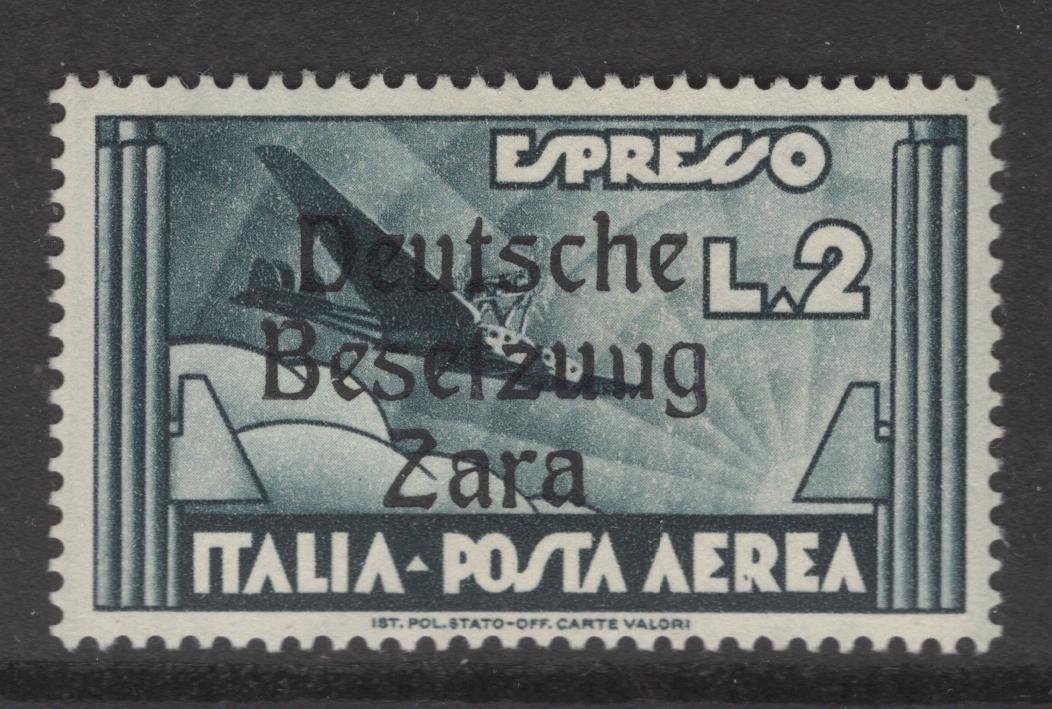 ESPRESSO
L.2
Deutsche
Besetzuug
Zara
ITALIA-POSTA AEREA
IST. POL. STATO-OFF. CARTE VALORI